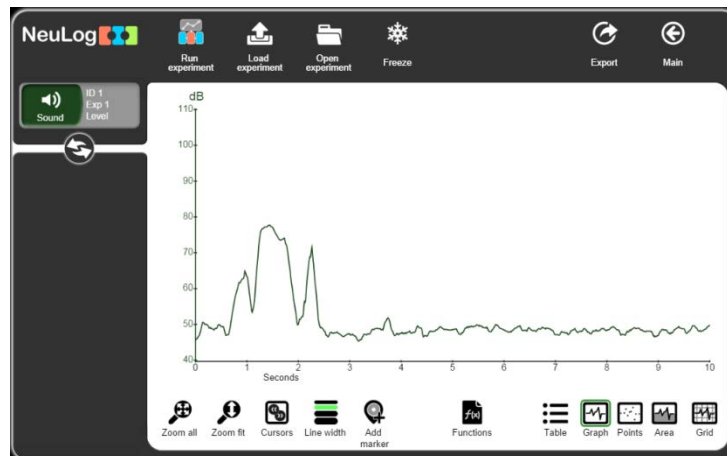 NeuLog
Run
experiment
Load
experiment
Open
experiment
Freeze
Export
Main
Sound
ID 1
Exp 1
Level
dB
110
100
90
80
70
60
50
40
0 1 2 3 4 5 6 7 8 9 10
Seconds
Zoom all
Zoom fit
Cursors
Line width
Add
marker
f(x)
Functions
Table
Graph
Points
Area
Grid